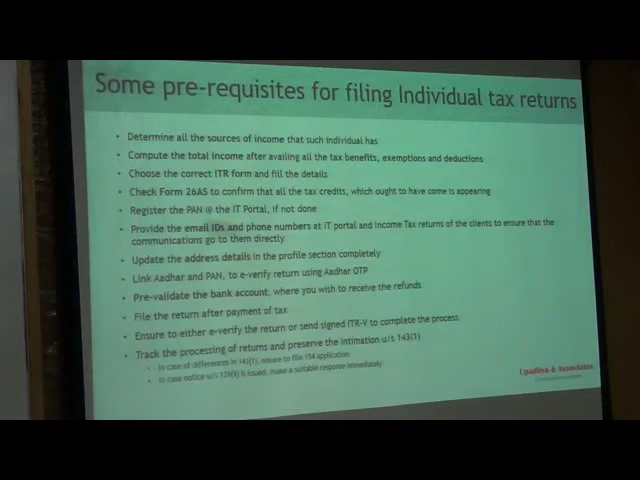 Some pre-requisites for filing Individual tax returns
• Determine all the sources of income that such individual has
• Compute the total income after availing all the tax benefits, exemptions and deductions
• Choose the correct ITR form and fill the details
• Check Form 26AS to confirm that all the tax credits, which ought to have come is appearing
• Register the PAN @ the IT Portal, if not done
• Provide the email IDs and phone numbers at IT portal and Income Tax returns of the clients to ensure that the
communications go to them directly
• Update the address details in the profile section completely
• Link Aadhar and PAN, to e-verify return using Aadhar OTP
• Pre-validate the bank account, where you wish to receive the refunds
• File the return after payment of tax
• Ensure to either e-verify the return or send signed ITR-V to complete the process
• Track the processing of returns and preserve the intimation u/s 143(1)
• In case of differences in 143(1), ensure to file 154 application
• In case notice u/s 139(9) is issued, make a suitable response immediately
Upadhya & Associates